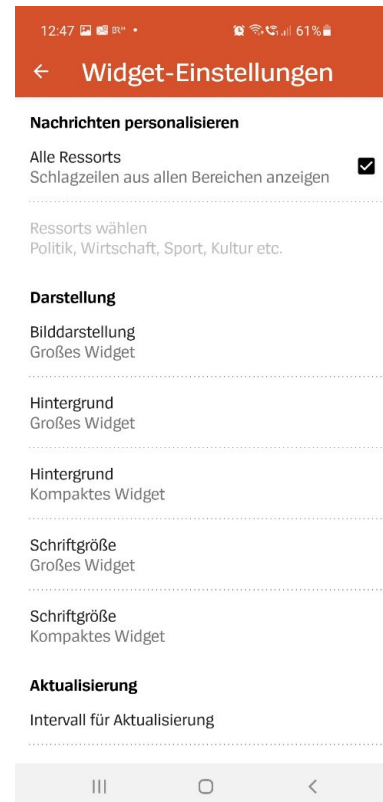 12:47 61%
Widget-Einstellungen
Nachrichten personalisieren
Alle Ressorts
Schlagzeilen aus allen Bereichen anzeigen
Ressorts wählen
Politik, Wirtschaft, Sport, Kultur etc.
Darstellung
Bilddarstellung
Großes Widget
Hintergrund
Großes Widget
Hintergrund
Kompaktes Widget
Schriftgröße
Großes Widget
Schriftgröße
Kompaktes Widget
Aktualisierung
Intervall für Aktualisierung